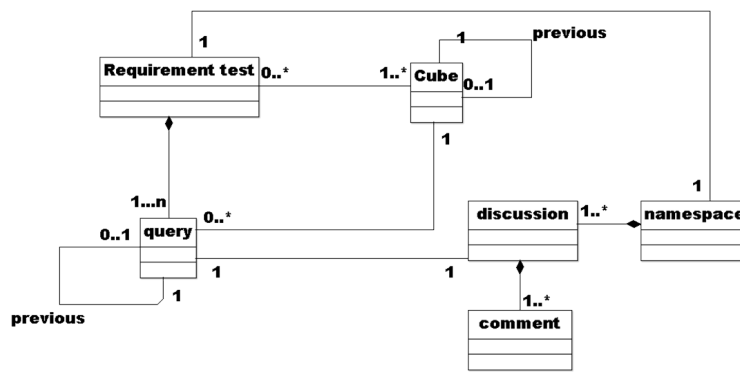 1
Requirement test
0..*
1..*
Cube
1
previous
0..1
1
1
1...n
0..*
0..1
query
discussion
1..*
namespace
1
1
1
previous
1..*
comment